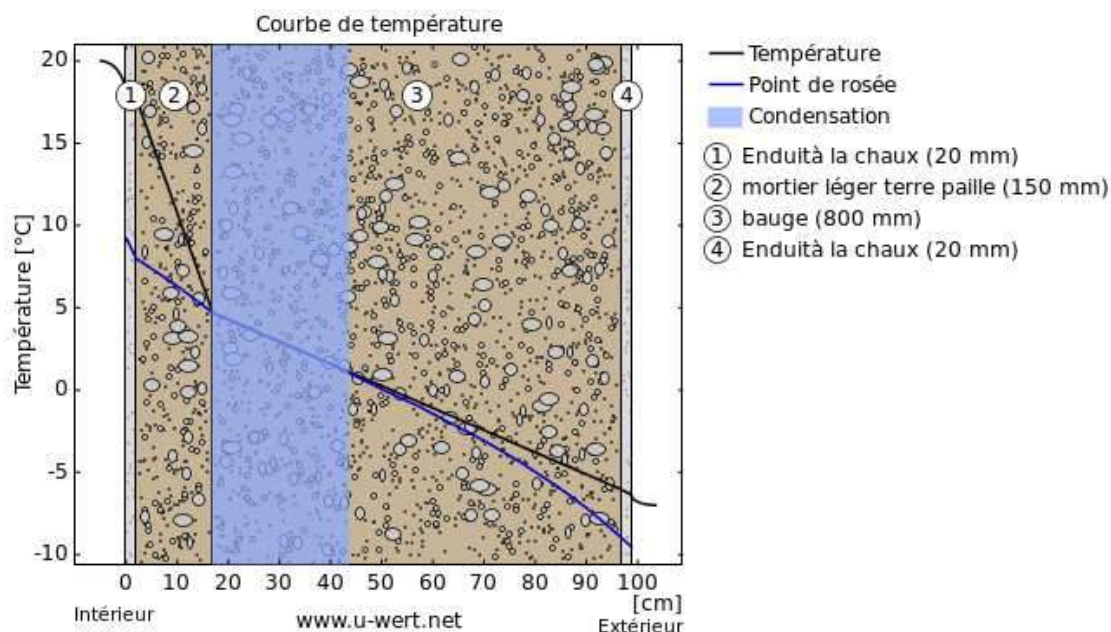 Courbe de température
Température [°C]
20
15
10
5
0
-5
-10
1
2
3
4
0 10 20 30 40 50 60 70 80 90 100
[cm]
Intérieur
www.u-wert.net
Extérieur
Température
Point de rosée
Condensation
1 Enduità la chaux (20 mm)
2 mortier léger terre paille (150 mm)
3 bauge (800 mm)
4 Enduità la chaux (20 mm)